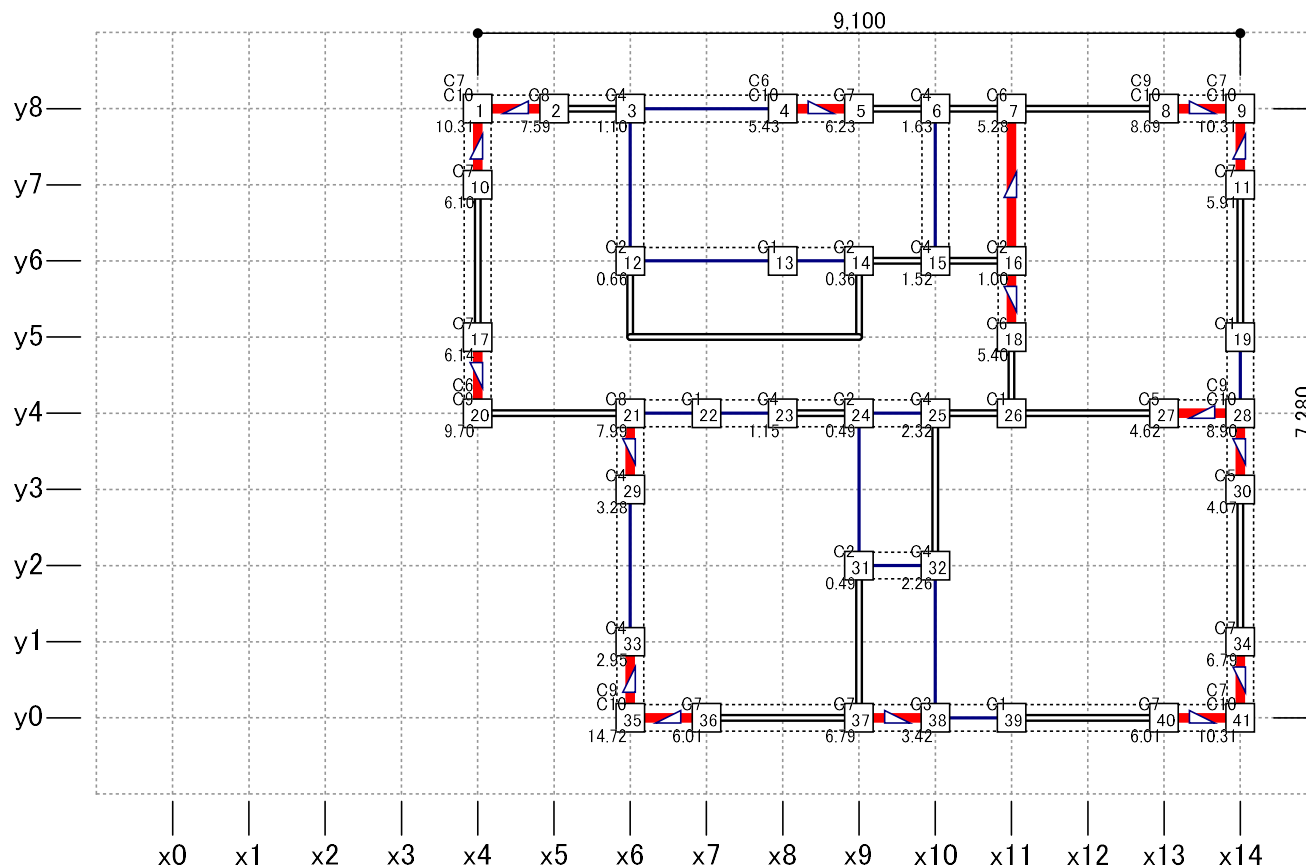 9,100
C7 C6 C9 C7
C10 C8 C4 C10 C7 C4 C6 C10 C10
y8 1 2 3 4 5 6 7 8 9
10.31 7.59 1.10 5.43 6.23 1.63 5.28 8.69 10.31
C7 C7
y7 10 11
6.10 5.91
C2 C1 C2 C4 C2
y6 12 13 14 15 16
0.66 0.36 1.52 1.00
C7 C6 C1
y5 17 18 19
6.14 5.40
C6 C9
C9 C8 C1 C4 C2 C4 C1 C5 C10
y4 20 21 22 23 24 25 26 27 28
9.70 7.99 1.15 0.49 2.32 4.62 8.90
7,280
C4 C5
y3 29 30
3.28 4.07
C2 C4
y2 31 32
0.49 2.26
C4 C7
y1 33 34
2.95 6.79
C9 C7
C10 C7 C7 C3 C1 C7 C10
y0 35 36 37 38 39 40 41
14.72 6.01 6.79 3.42 6.01 10.31
x0 x1 x2 x3 x4 x5 x6 x7 x8 x9 x10 x11 x12 x13 x14